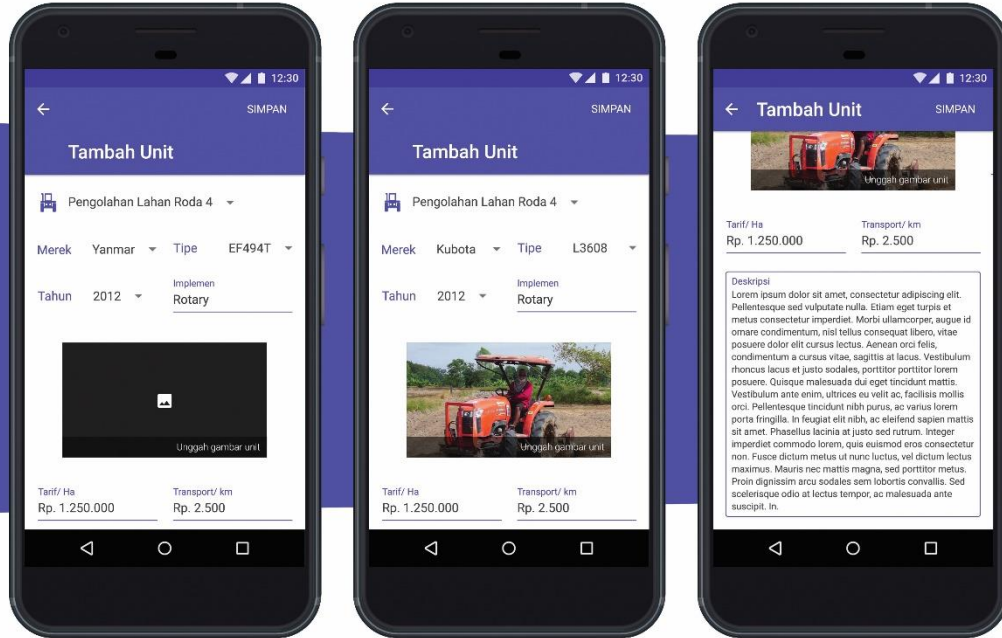 12:30
SIMPAN
Tambah Unit
Pengolahan Lahan Roda 4
Merek Yanmar Tipe EF494T
Implemen
Tahun 2012 Rotary
Unggah gambar unit
Tarif/ Ha Transport/ km
Rp. 1.250.000 Rp. 2.500
12:30
SIMPAN
Tambah Unit
Pengolahan Lahan Roda 4
Merek Kubota Tipe L3608
Implemen
Tahun 2012 Rotary
Unggah gambar unit
Tarif/ Ha Transport/ km
Rp. 1.250.000 Rp. 2.500
12:30
Tambah Unit SIMPAN
Unggah gambar unit
Tarif/ Ha Transport/ km
Rp. 1.250.000 Rp. 2.500
Deskripsi
Lorem ipsum dolor sit amet, consectetur adipiscing elit.
Pellentesque sed vulputate nulla. Etiam eget turpis et
metus consectetur imperdiet. Morbi ullamcorper, augue id
ornare condimentum, nisl tellus consequat libero, vitae
posuere dolor elit cursus lectus. Aenean orci felis,
condimentum a cursus vitae, sagittis at lacus. Vestibulum
rhoncus lacus et justo sodales, porttitor porttitor lorem
posuere. Quisque malesuada dui eget tincidunt mattis.
Vestibulum ante enim, ultrices eu velit ac, facilisis mollis
orci. Pellentesque tincidunt nibh purus, ac varius lorem
porta fringilla. In feugiat elit nibh, ac eleifend sapien mattis
sit amet. Phasellus lacinia at justo sed rutrum. Integer
imperdiet commodo lorem, quis euismod eros consectetur
non. Fusce dictum metus ut nunc luctus, vel dictum lectus
maximus. Mauris nec mattis magna, sed porttitor metus.
Proin dignissim arcu sodales sem lobortis convallis. Sed
scelerisque odio at lectus tempor, ac malesuada ante
suscipit. In.